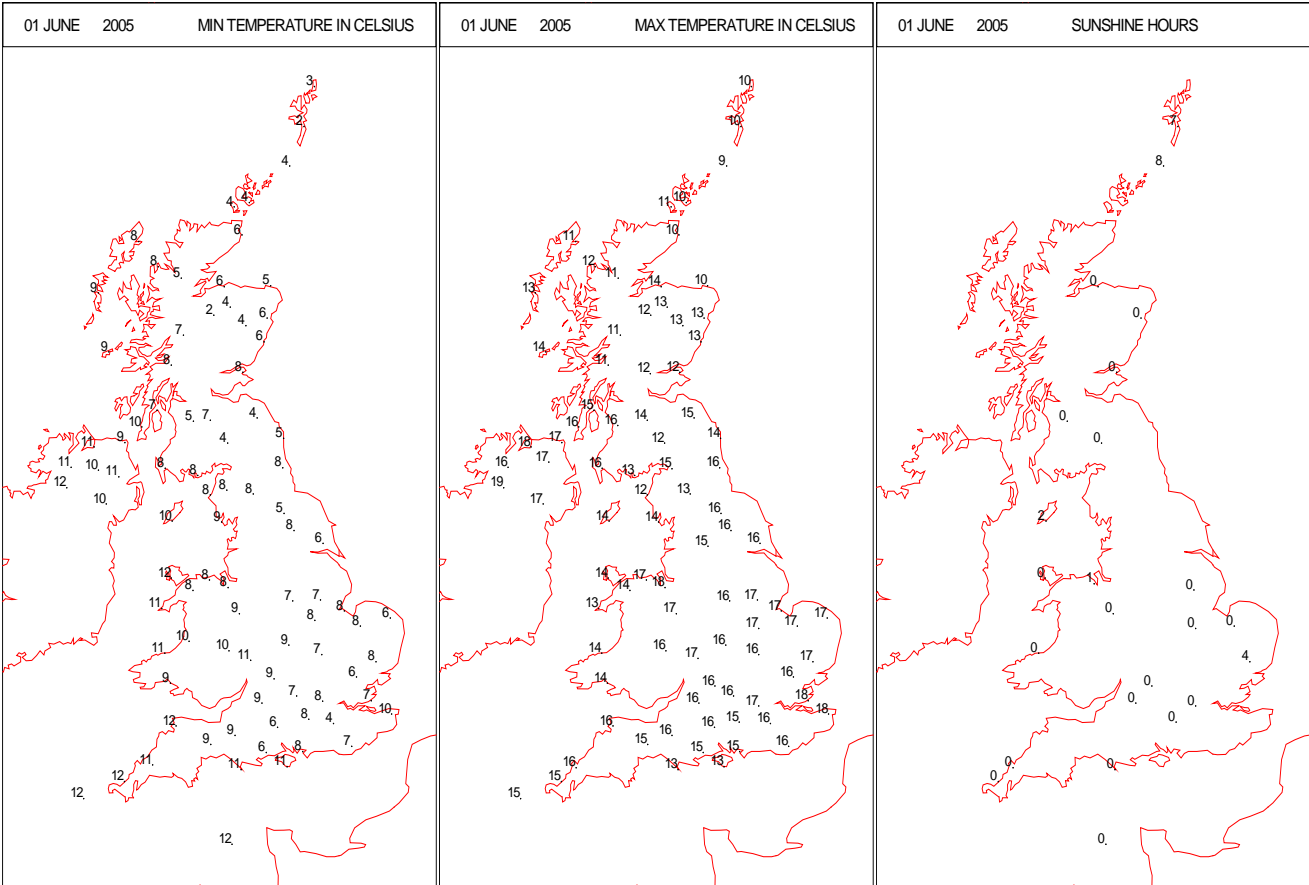 01 JUNE 2005 MIN TEMPERATURE IN CELSIUS
3
2
4
4 4
6
8
8
5
6 5
9
2 4 6
4
7 6
9
8 8
7
10 5 7 4
11 9 4 5
11 10 11 8 8 8
12 8 8 8
10
10 9 5
8
6
12 8 8 8
11 9 7 7 8 6
8 8
11 10 10 11 9 7 8
9 9 6
9 7 8 7
12 9 6 8 4 10
9 6 8 7
11 11 11
12
12
12
01 JUNE 2005 MAX TEMPERATURE IN CELSIUS
10
10
9
11 10
10
11
12
11
14 10
13
12 13 13
13
11 13
14
11 12 12
15
16 16 14 15
18 17 12 14
16 17 16 13 15 16
19 12 13
17
14 14 16
16
15 16
14 17 18
14
13 17 16 17 17 17
17 17
14 16 17 16 16 17
14 16 16
16 16 17 18
16 16 16 15 16 18
15 15 15 16
16 13 13
15
15
01 JUNE 2005 SUNSHINE HOURS
7
8
0
0
0
0
0
2
0 1 0
0
0 0
0 4
0
0 0
0
0 0
0
0